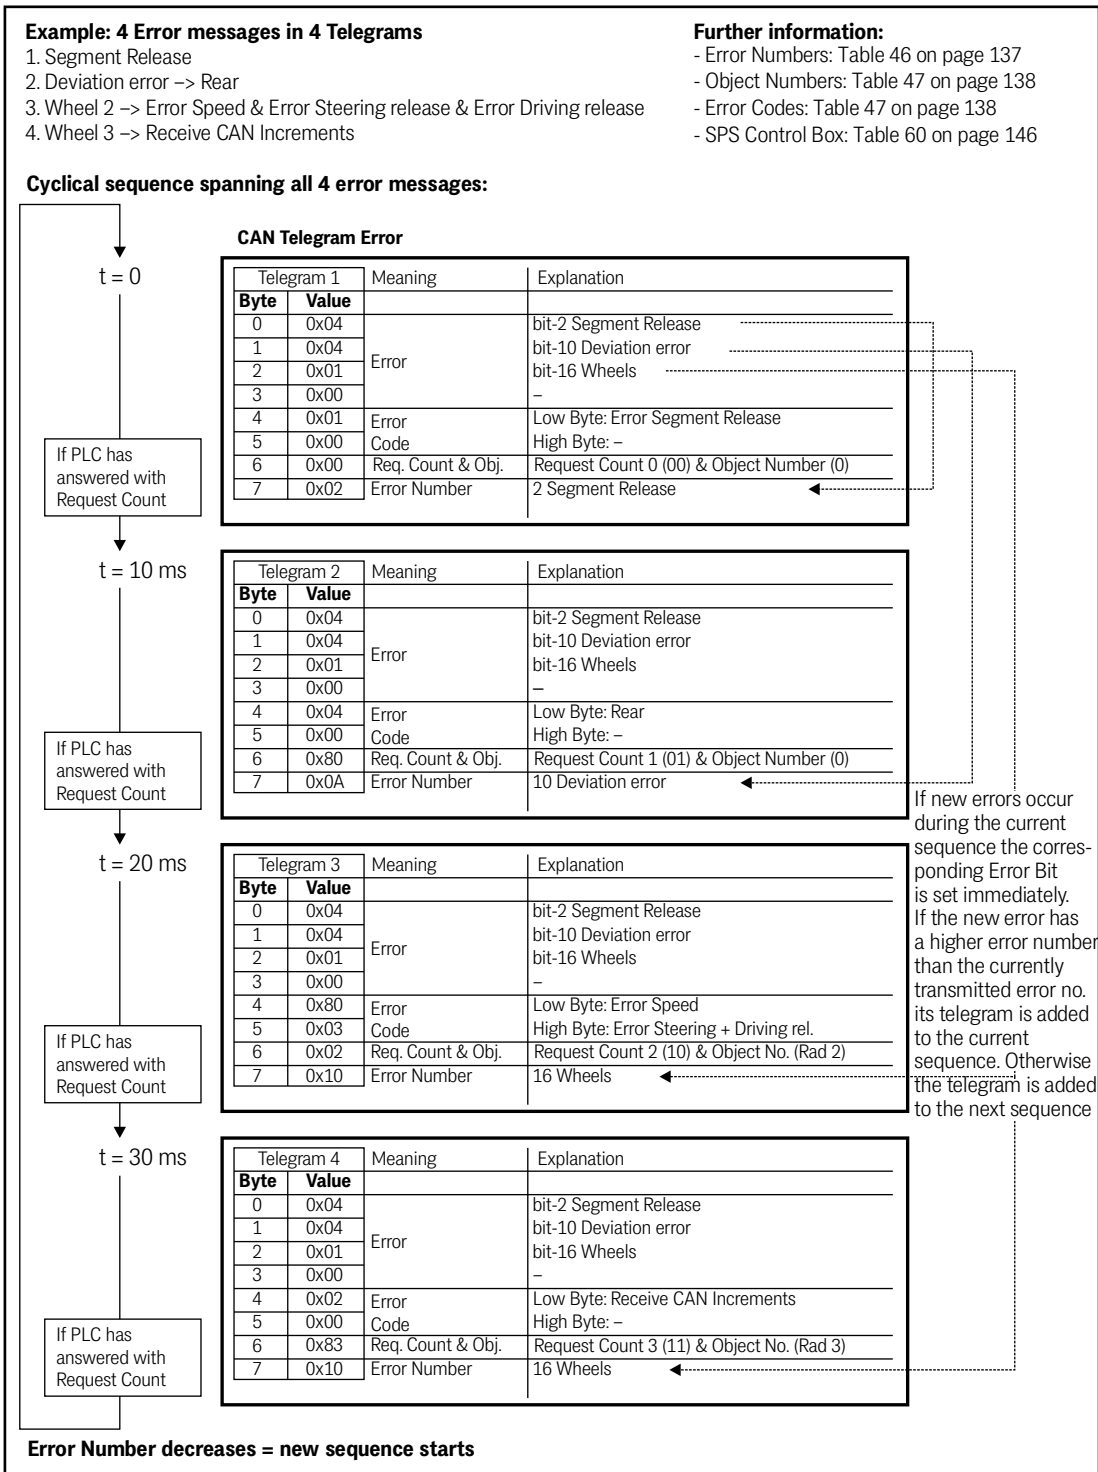 Example: 4 Error messages in 4 Telegrams
1. Segment Release
2. Deviation error –> Rear
3. Wheel 2 –> Error Speed & Error Steering release & Error Driving release
4. Wheel 3 –> Receive CAN Increments
Further information:
- Error Numbers: Table 46 on page 137
- Object Numbers: Table 47 on page 138
- Error Codes: Table 47 on page 138
- SPS Control Box: Table 60 on page 146
Cyclical sequence spanning all 4 error messages:
CAN Telegram Error
t = 0
Telegram 1 Meaning Explanation
Byte Value
0 0x04 bit-2 Segment Release
1 0x04 bit-10 Deviation error
Error
2 0x01 bit-16 Wheels
3 0x00 –
4 0x01 Error Low Byte: Error Segment Release
5 0x00 Code High Byte: –
6 0x00 Req. Count & Obj. Request Count 0 (00) & Object Number (0)
7 0x02 Error Number 2 Segment Release
If PLC has
answered with
Request Count
t = 10 ms
Telegram 2 Meaning Explanation
Byte Value
0 0x04 bit-2 Segment Release
1 0x04 bit-10 Deviation error
Error
2 0x01 bit-16 Wheels
3 0x00 –
4 0x04 Error Low Byte: Rear
5 0x00 Code High Byte: –
6 0x80 Req. Count & Obj. Request Count 1 (01) & Object Number (0)
7 0x0A Error Number 10 Deviation error
If PLC has
answered with
Request Count
t = 20 ms
Telegram 3 Meaning Explanation
Byte Value
0 0x04 bit-2 Segment Release
1 0x04 bit-10 Deviation error
Error
2 0x01 bit-16 Wheels
3 0x00 –
4 0x80 Error Low Byte: Error Speed
5 0x03 Code High Byte: Error Steering + Driving rel.
6 0x02 Req. Count & Obj. Request Count 2 (10) & Object No. (Rad 2)
7 0x10 Error Number 16 Wheels
If PLC has
answered with
Request Count
If new errors occur
during the current
sequence the corres-
ponding Error Bit
is set immediately.
If the new error has
a higher error number
than the currently
transmitted error no.
its telegram is added
to the current
sequence. Otherwise
the telegram is added
to the next sequence
t = 30 ms
Telegram 4 Meaning Explanation
Byte Value
0 0x04 bit-2 Segment Release
1 0x04 bit-10 Deviation error
Error
2 0x01 bit-16 Wheels
3 0x00 –
4 0x02 Error Low Byte: Receive CAN Increments
5 0x00 Code High Byte: –
6 0x83 Req. Count & Obj. Request Count 3 (11) & Object No. (Rad 3)
7 0x10 Error Number 16 Wheels
If PLC has
answered with
Request Count
Error Number decreases = new sequence starts